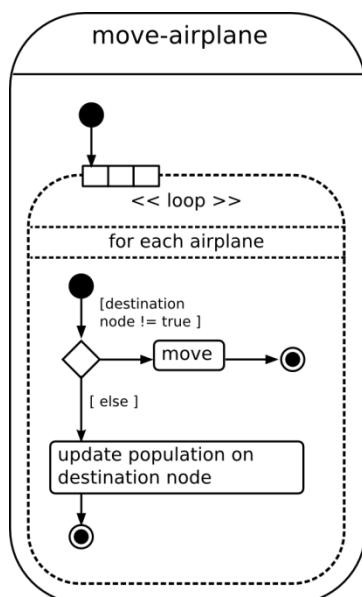 move-airplane
<< loop >>
for each airplane
[destination
node != true ]
move
[ else ]
update population on
destination node